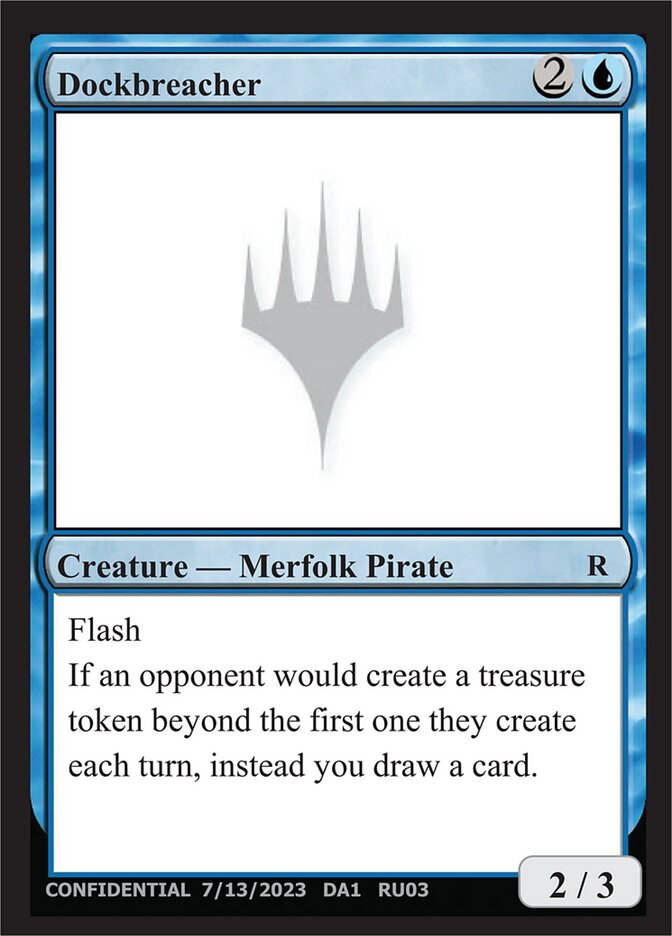 Dockbreacher 2
Creature — Merfolk Pirate R
Flash
If an opponent would create a treasure
token beyond the first one they create
each turn, instead you draw a card.
CONFIDENTIAL 7/13/2023 DA1 RU03
2 / 3